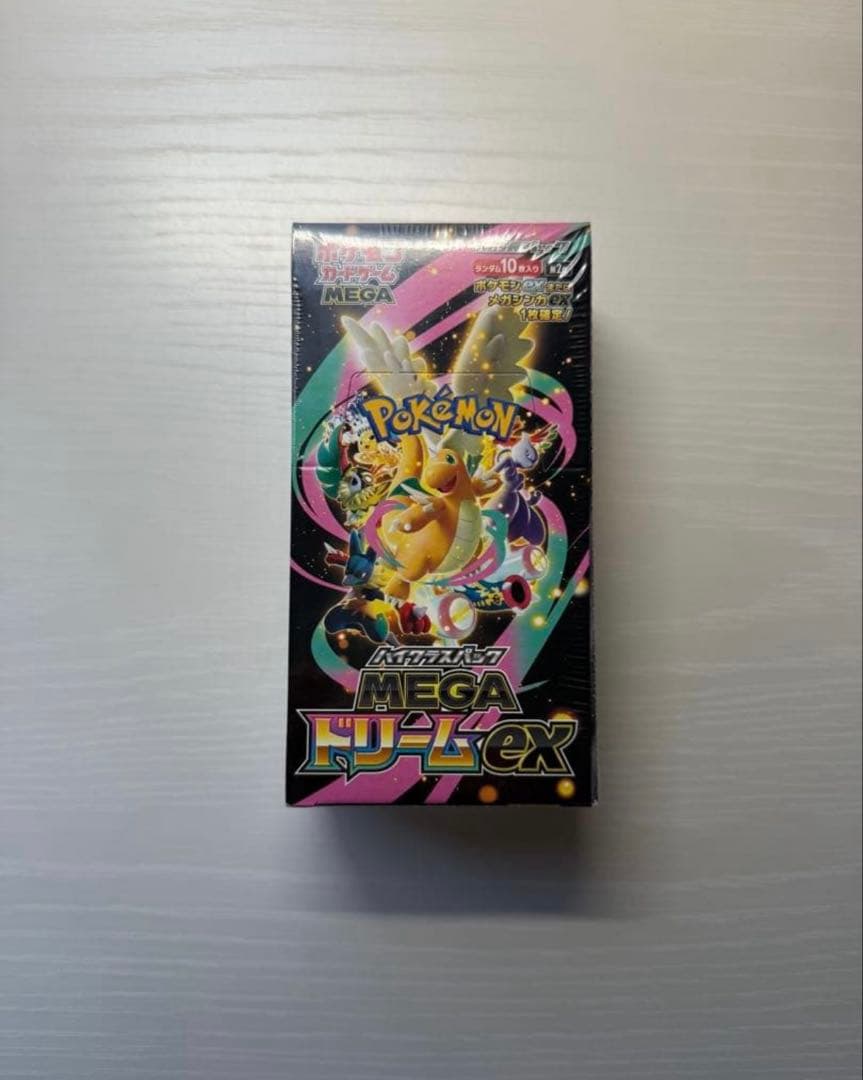 ポケモン
カードゲーム
MEGA
ランダム10枚入り
ポケモンexまたは
メガシンカex
1枚確定!
POKéMON
ハイクラスパック
MEGA
ドリームex